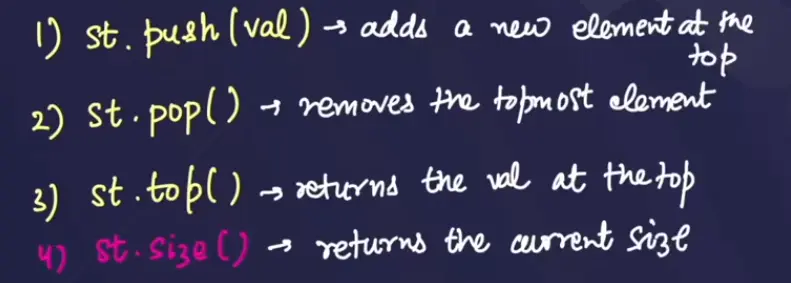 1) st.push(val) → adds a new element at the
top
2) st.pop() → removes the topmost element
3) st.top() → returns the val at the top
4) st.size() → returns the current size